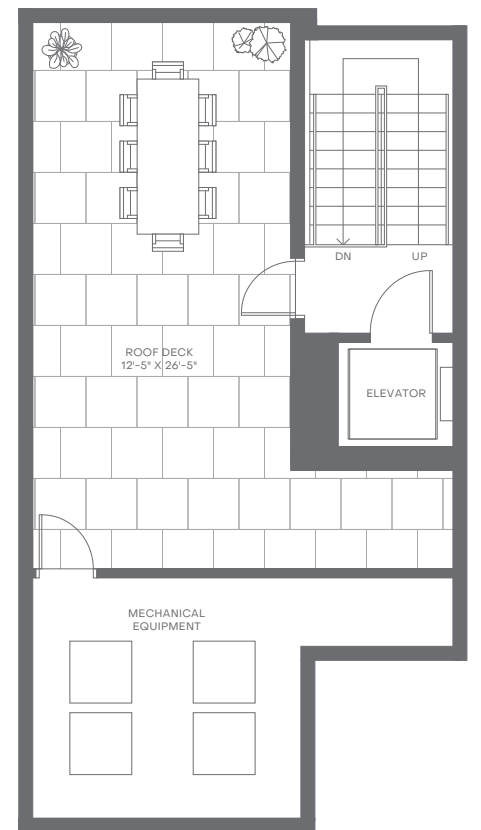 DN
UP
ROOF DECK
12'-5" X 26'-5"
ELEVATOR
MECHANICAL
EQUIPMENT